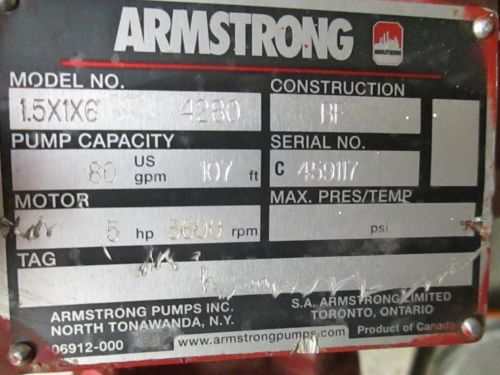 ARMSTRONG
ARMSTRONG
MODEL NO. CONSTRUCTION
1.5X1X6 4280 BF
PUMP CAPACITY SERIAL NO.
80 US gpm 107 ft C 459117
MOTOR MAX. PRES/TEMP
5 hp 3600 rpm psi °F
TAG
ARMSTRONG PUMPS INC. S.A. ARMSTRONG LIMITED
NORTH TONAWANDA, N.Y. TORONTO, ONTARIO
06912-000 www.armstrongpumps.com Product of Canada